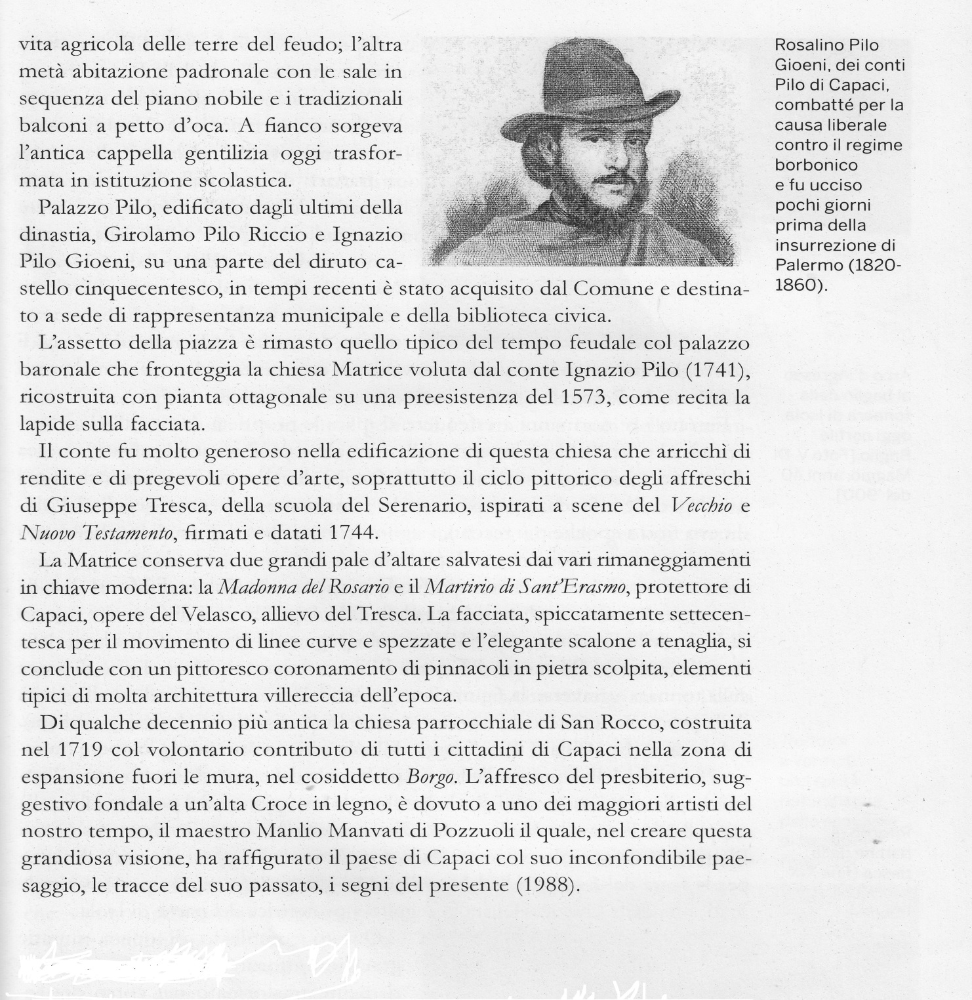 vita agricola delle terre del feudo; l’altra
metà abitazione padronale con le sale in
sequenza del piano nobile e i tradizionali
balconi a petto d’oca. A fianco sorgeva
l’antica cappella gentilizia oggi trasfor-
mata in istituzione scolastica.
Palazzo Pilo, edificato dagli ultimi della
dinastia, Girolamo Pilo Riccio e Ignazio
Pilo Gioeni, su una parte del diruto ca-
stello cinquecentesco, in tempi recenti è stato acquisito dal Comune e destina-
to a sede di rappresentanza municipale e della biblioteca civica.
L’assetto della piazza è rimasto quello tipico del tempo feudale col palazzo
baronale che fronteggia la chiesa Matrice voluta dal conte Ignazio Pilo (1741),
ricostruita con pianta ottagonale su una preesistenza del 1573, come recita la
lapide sulla facciata.
Il conte fu molto generoso nella edificazione di questa chiesa che arricchì di
rendite e di pregevoli opere d’arte, soprattutto il ciclo pittorico degli affreschi
di Giuseppe Tresca, della scuola del Serenario, ispirati a scene del Vecchio e
Nuovo Testamento, firmati e datati 1744.
La Matrice conserva due grandi pale d’altare salvatesi dai vari rimaneggiamenti
in chiave moderna: la Madonna del Rosario e il Martirio di Sant’Erasmo, protettore di
Capaci, opere del Velasco, allievo del Tresca. La facciata, spiccatamente settecen-
tesca per il movimento di linee curve e spezzate e l’elegante scalone a tenaglia, si
conclude con un pittoresco coronamento di pinnacoli in pietra scolpita, elementi
tipici di molta architettura villereccia dell’epoca.
Di qualche decennio più antica la chiesa parrocchiale di San Rocco, costruita
nel 1719 col volontario contributo di tutti i cittadini di Capaci nella zona di
espansione fuori le mura, nel cosiddetto Borgo. L’affresco del presbiterio, sug-
gestivo fondale a un’alta Croce in legno, è dovuto a uno dei maggiori artisti del
nostro tempo, il maestro Manlio Manvati di Pozzuoli il quale, nel creare questa
grandiosa visione, ha raffigurato il paese di Capaci col suo inconfondibile pae-
saggio, le tracce del suo passato, i segni del presente (1988).
Rosalino Pilo
Gioeni, dei conti
Pilo di Capaci,
combatté per la
causa liberale
contro il regime
borbonico
e fu ucciso
pochi giorni
prima della
insurrezione di
Palermo (1820-
1860).